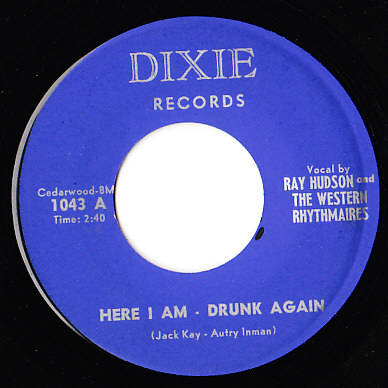 DIXIE
RECORDS
Cedarwood-BM
1043 A
Time: 2:40
Vocal by
RAY HUDSON and
THE WESTERN
RHYTHMAIRES
HERE I AM - DRUNK AGAIN
(Jack Kay - Autry Inman)